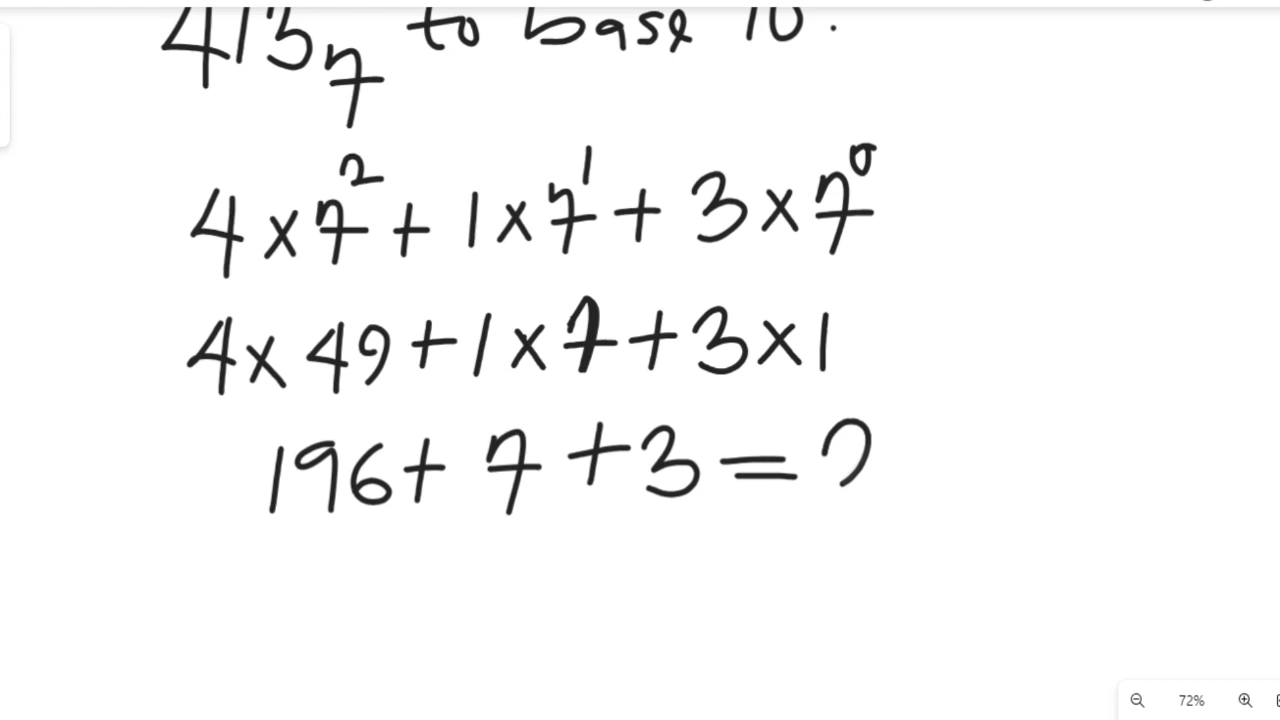 413₇ to base 10.
4 × 7² + 1 × 7¹ + 3 × 7⁰
4 × 49 + 1 × 7 + 3 × 1
196 + 7 + 3 = ?
72%